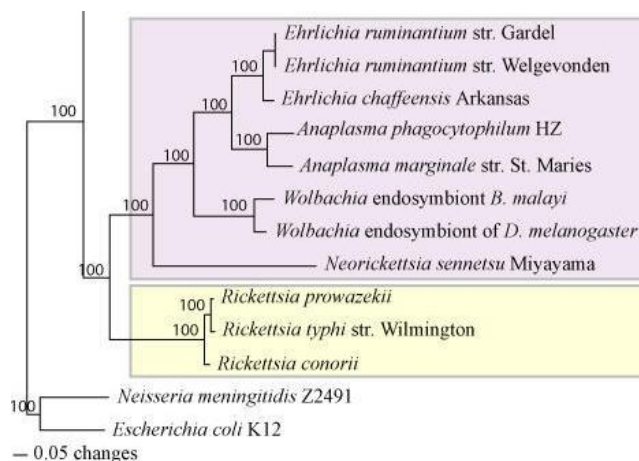 Ehrlichia ruminantium str. Gardel
100
Ehrlichia ruminantium str. Welgevonden
100
Ehrlichia chaffeensis Arkansas
100
100
Anaplasma phagocytophilum HZ
100
Anaplasma marginale str. St. Maries
100
Wolbachia endosymbiont B. malayi
100
100
Wolbachia endosymbiont of D. melanogaster
Neorickettsia sennetsu Miyayama
100
Rickettsia prowazekii
100
Rickettsia typhi str. Wilmington
100
Rickettsia conorii
Neisseria meningitidis Z2491
100
Escherichia coli K12
0.05 changes